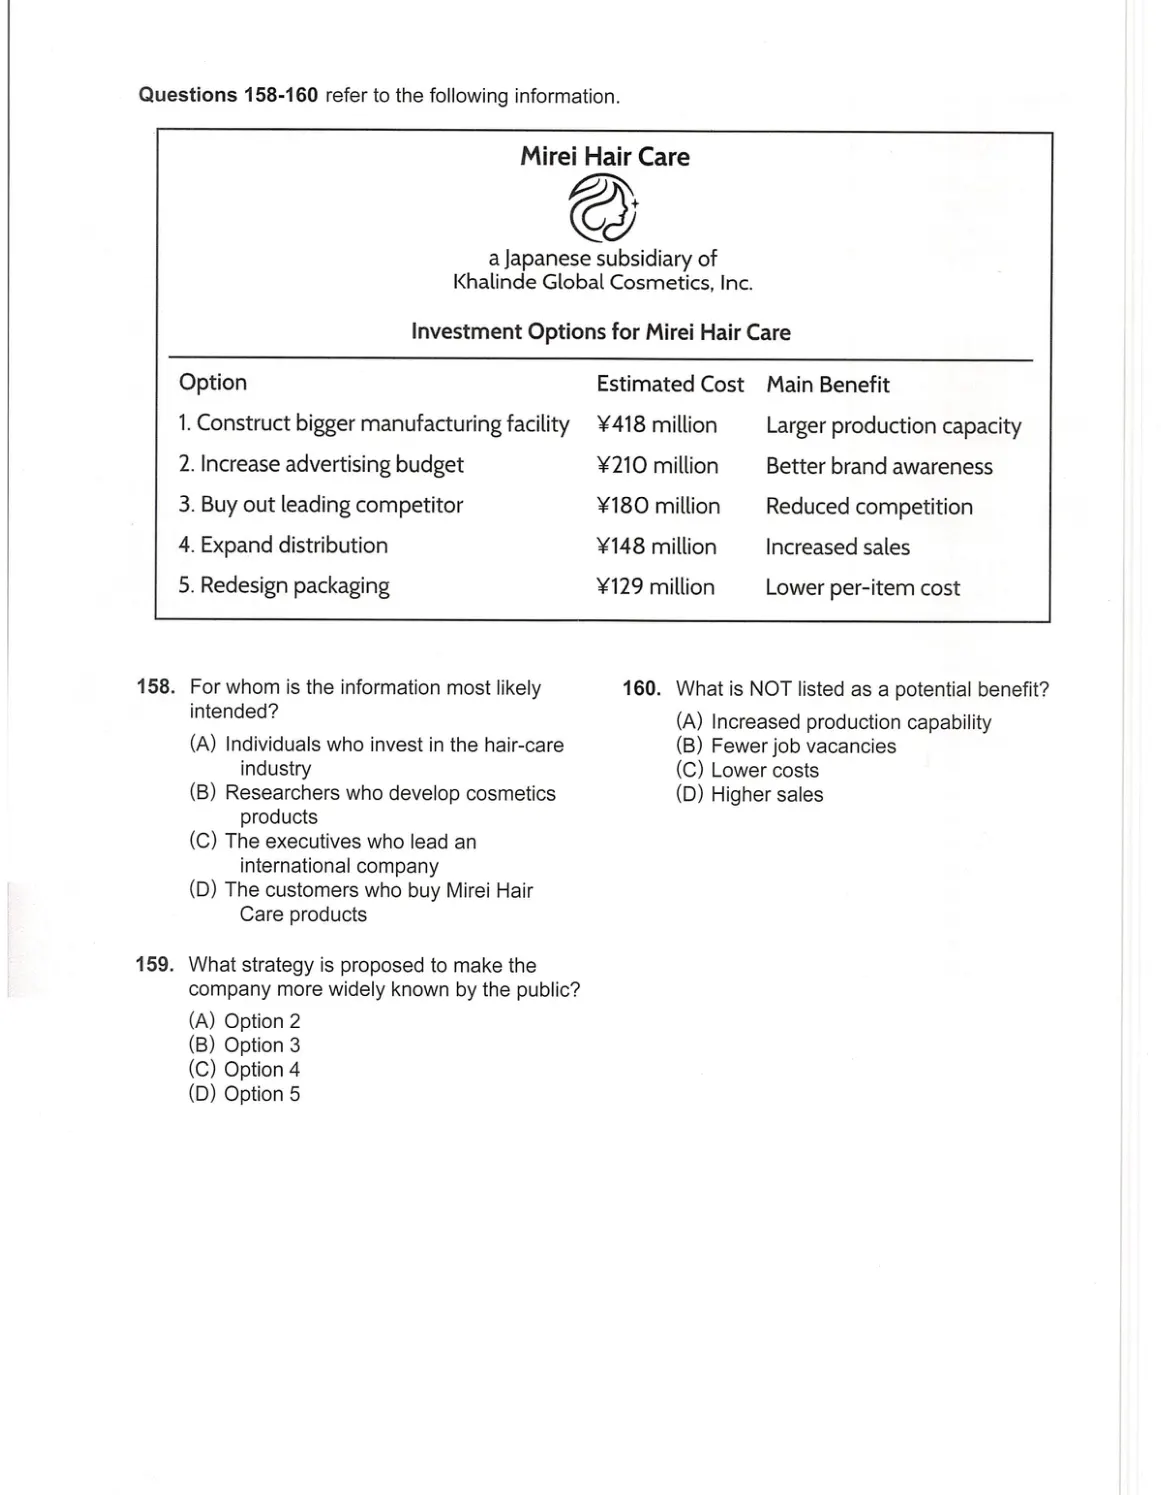 Questions 158-160 refer to the following information.
Mirei Hair Care
a Japanese subsidiary of
Khalinde Global Cosmetics, Inc.
Investment Options for Mirei Hair Care
Option Estimated Cost Main Benefit
1. Construct bigger manufacturing facility ¥418 million Larger production capacity
2. Increase advertising budget ¥210 million Better brand awareness
3. Buy out leading competitor ¥180 million Reduced competition
4. Expand distribution ¥148 million Increased sales
5. Redesign packaging ¥129 million Lower per-item cost
158. For whom is the information most likely
intended?
(A) Individuals who invest in the hair-care
industry
(B) Researchers who develop cosmetics
products
(C) The executives who lead an
international company
(D) The customers who buy Mirei Hair
Care products
159. What strategy is proposed to make the
company more widely known by the public?
(A) Option 2
(B) Option 3
(C) Option 4
(D) Option 5
160. What is NOT listed as a potential benefit?
(A) Increased production capability
(B) Fewer job vacancies
(C) Lower costs
(D) Higher sales